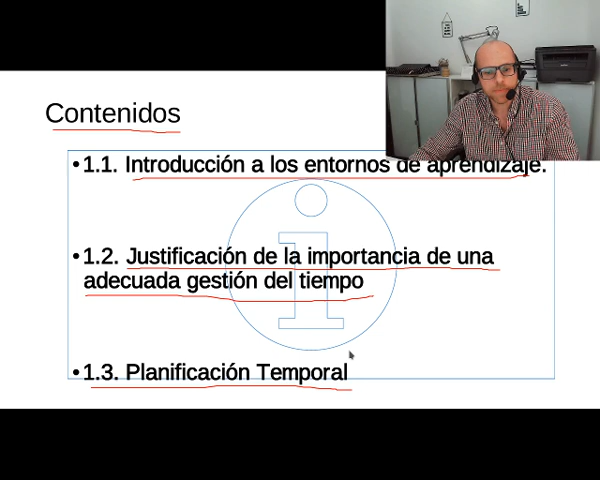 Contenidos
•1.1. Introducción a los entornos de aprendizaje.
•1.2. Justificación de la importancia de una
adecuada gestión del tiempo
•1.3. Planificación Temporal